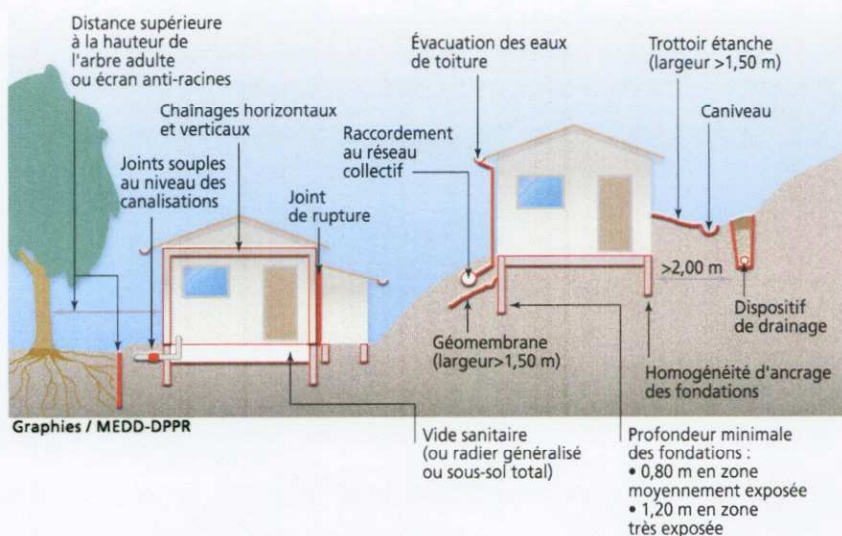 Distance supérieure
à la hauteur de
l'arbre adulte
ou écran anti-racines
Chaînages horizontaux
et verticaux
Joints souples
au niveau des
canalisations
Joint
de rupture
Évacuation des eaux
de toiture
Raccordement
au réseau
collectif
Trottoir étanche
(largeur >1,50 m)
Caniveau
>2,00 m
Dispositif
de drainage
Géomembrane
(largeur>1,50 m)
Homogénéité d'ancrage
des fondations
Graphies / MEDD-DPPR
Vide sanitaire
(ou radier généralisé
ou sous-sol total)
Profondeur minimale
des fondations :
• 0,80 m en zone
moyennement exposée
• 1,20 m en zone
très exposée